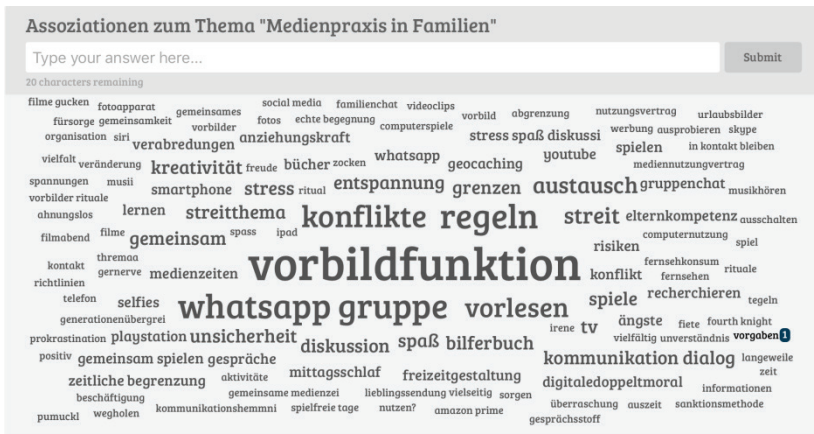 Assoziationen zum Thema "Medienpraxis in Familien"
Type your answer here...
Submit
20 characters remaining
filme gucken fotoapparat gemeinsames social media familienchat videoclips vorbild abgrenzung nutzungsvertrag urlaubsbilder
fürsorge gemeinsamkeit vorbilder fotos echte begegnung computerspiele werbung ausprobieren skype
organisation siri verabredungen anziehungskraft stress spaß diskussi spielen in kontakt bleiben
vielfalt veränderung kreativität freude bücher zocken whatsapp geocaching youtube mediennutzungvertrag
spannungen musii smartphone stress ritual entspannung grenzen austausch gruppenchat musikhören
vorbilder rituale
ahnungslos lernen streitthema konflikte regeln streit elternkompetenz ausschalten
filmabend filme gemeinsam spass ipad risiken computernutzung spiel
kontakt thremaa gernerve medienzeiten vorbildfunktion konflikt fernsehkonsum fernsehen rituale
richtlinien
telefon selfies whatsapp gruppe vorlesen spiele recherchieren tegeln
generationenübergrei irene tv ängste fiete fourth knight
prokrastination playstation unsicherheit diskussion spaß bilferbuch vielfältig unverständnis vorgaben 1
positiv gemeinsam spielen gespräche kommunikation dialog langeweile
zeitliche begrenzung aktivitäte mittagsschlaf freizeitgestaltung digitaledoppeltmoral zeit
beschäftigung gemeinsame medienzei lieblingssendung vielseitig sorgen informationen
pumuckl wegholen kommunikationshemmni spielfreie tage nutzen? amazon prime überraschung auszeit sanktionsmethode
gesprächsstoff